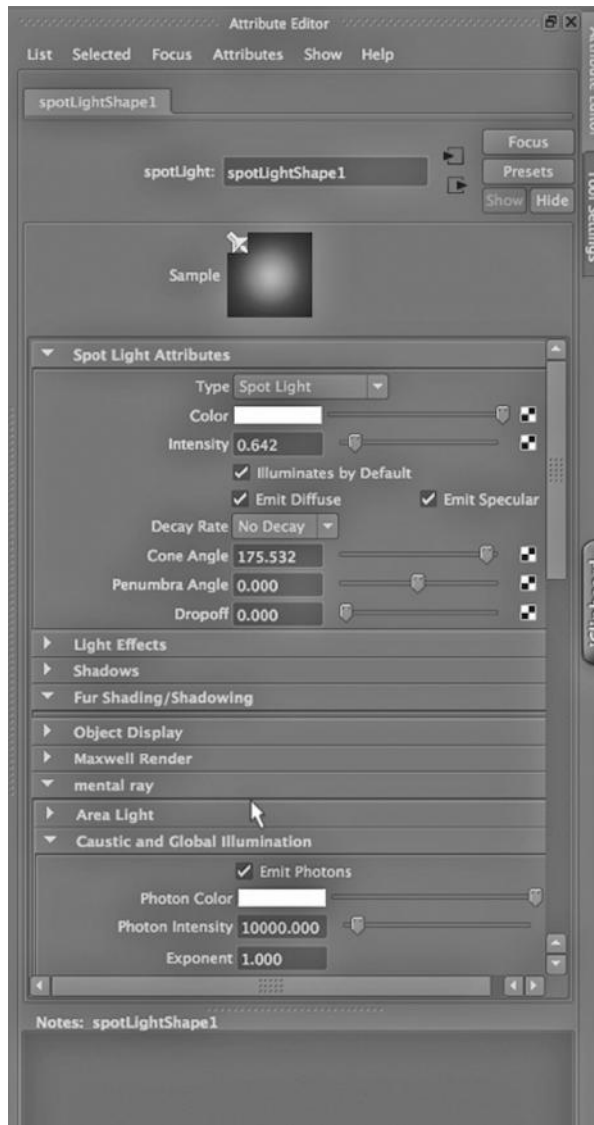 Attribute Editor
List Selected Focus Attributes Show Help
spotLightShape1
Focus
spotLight: spotLightShape1
Presets
Show Hide
Sample
Spot Light Attributes
Type Spot Light
Color
Intensity 0.642
Illuminates by Default
Emit Diffuse Emit Specular
Decay Rate No Decay
Cone Angle 175.532
Penumbra Angle 0.000
Dropoff 0.000
Light Effects
Shadows
Fur Shading/Shadowing
Object Display
Maxwell Render
mental ray
Area Light
Caustic and Global Illumination
Emit Photons
Photon Color
Photon Intensity 10000.000
Exponent 1.000
Notes: spotLightShape1